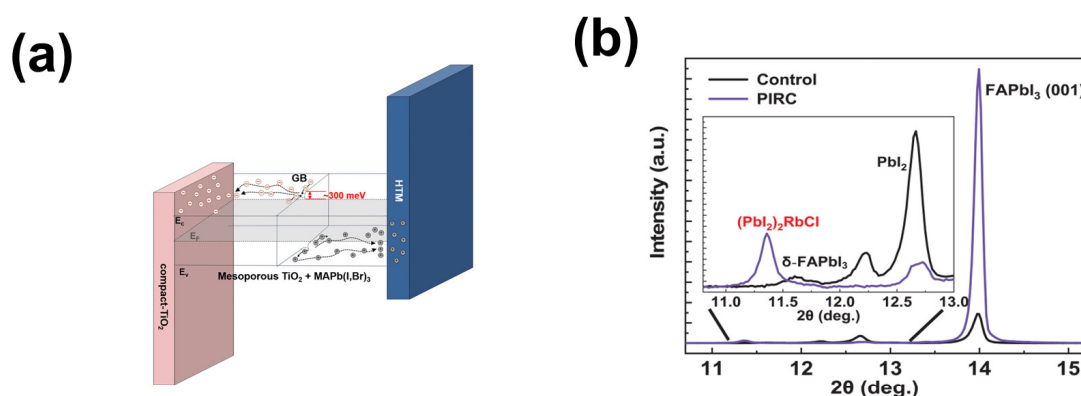 (a)
GB
~300 meV
HTM
E꜀
E_F
Eᵥ
compact-TiO₂
Mesoporous TiO₂ + MAPb(I,Br)₃
(b)
Control
PIRC
FAPbI₃ (001)
Intensity (a.u.)
PbI₂
(PbI₂)₂RbCl
δ-FAPbI₃
11.0 11.5 12.0 12.5 13.0
2θ (deg.)
11 12 13 14 15
2θ (deg.)